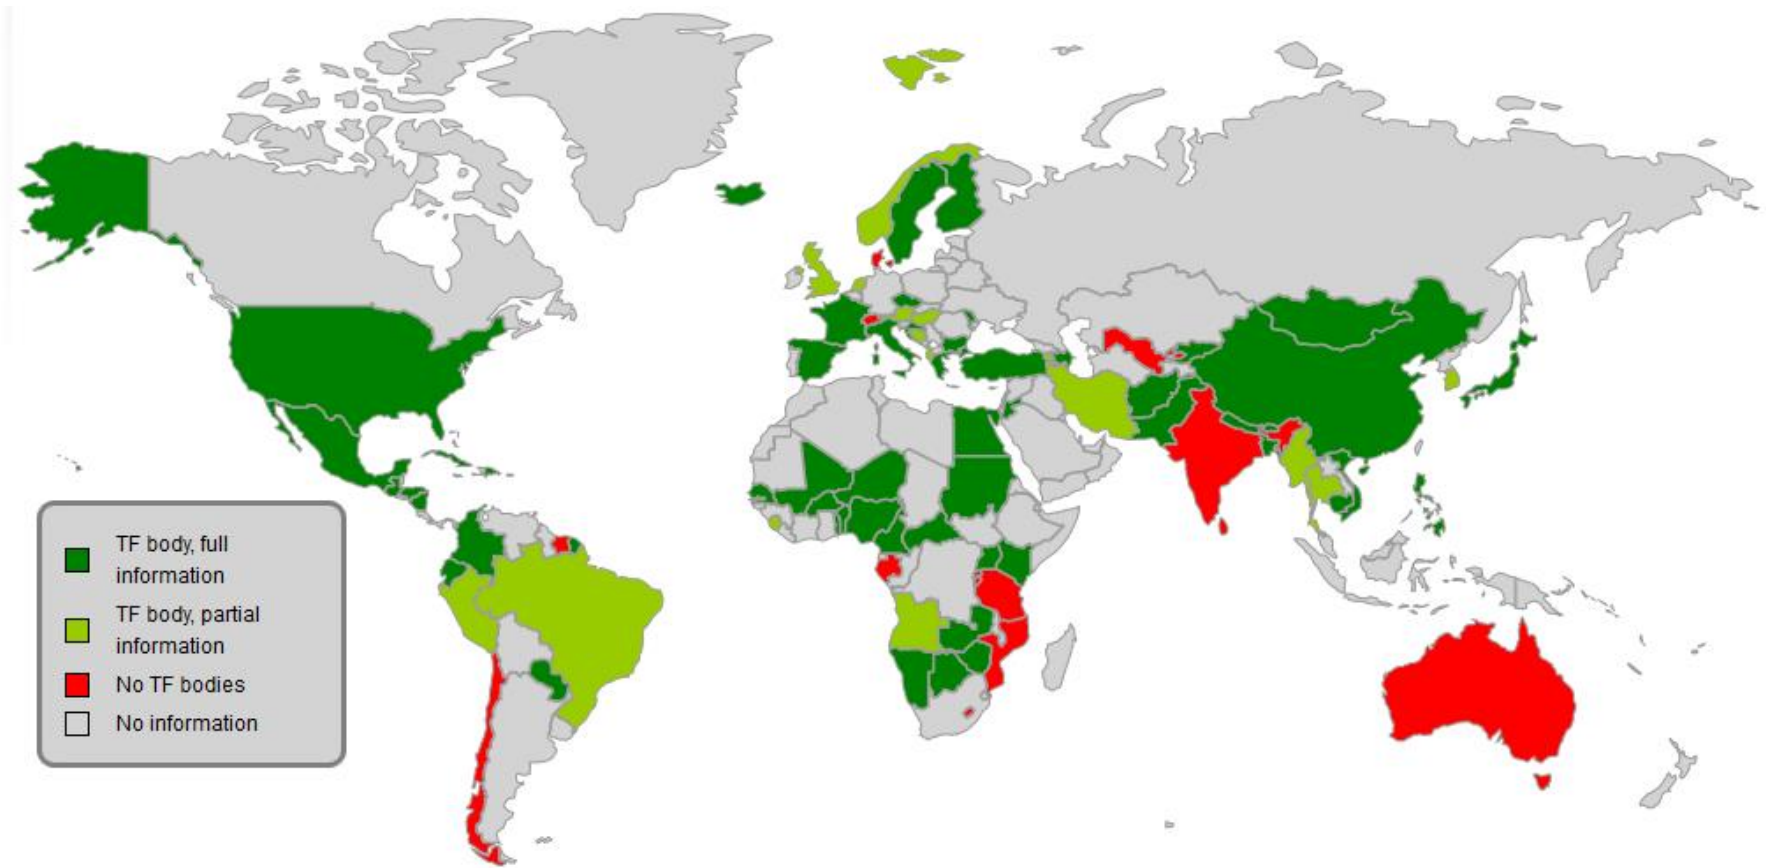 TF body, full
information
TF body, partial
information
No TF bodies
No information